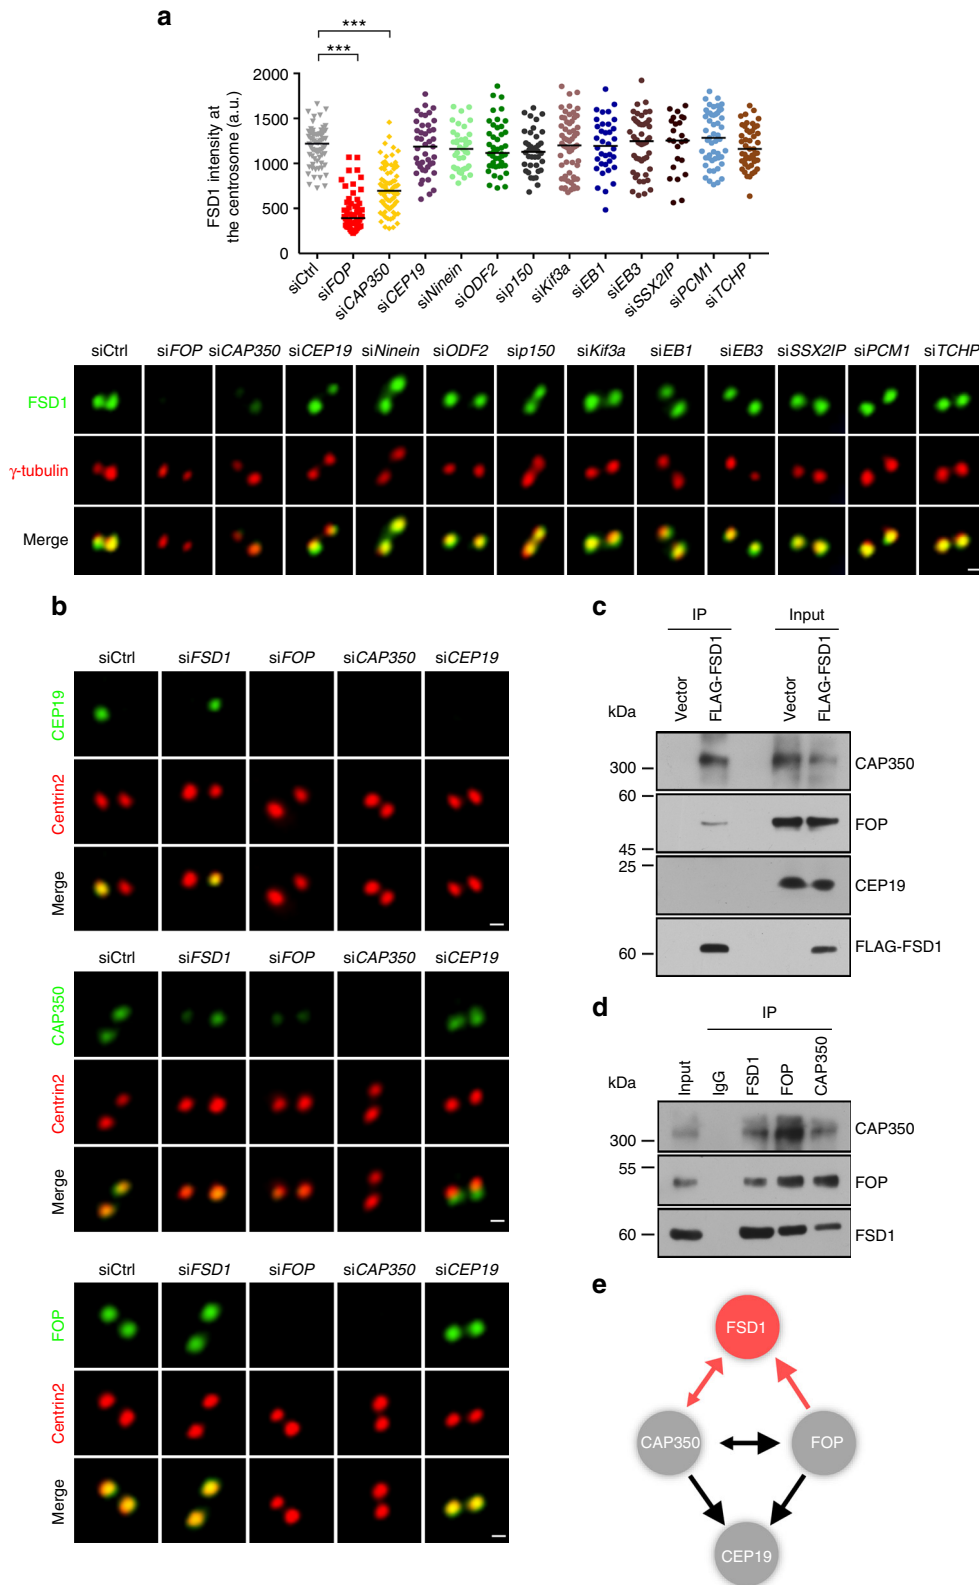 a
***
***
FSD1 intensity at
the centrosome (a.u.)
2000
1500
1000
500
0
siCtrl
siFOP
siCAP350
siCEP19
siNinein
siODF2
sip150
siKif3a
siEB1
siEB3
siSSX2IP
siPCM1
siTCHP
siCtrl siFOP siCAP350 siCEP19 siNinein siODF2 sip150 siKif3a siEB1 siEB3 siSSX2IP siPCM1 siTCHP
FSD1
γ-tubulin
Merge
b
siCtrl siFSD1 siFOP siCAP350 siCEP19
CEP19
Centrin2
Merge
siCtrl siFSD1 siFOP siCAP350 siCEP19
CAP350
Centrin2
Merge
siCtrl siFSD1 siFOP siCAP350 siCEP19
FOP
Centrin2
Merge
c
IP Input
kDa Vector FLAG-FSD1 Vector FLAG-FSD1
300 CAP350
60
FOP
45
25
CEP19
60 FLAG-FSD1
d
IP
kDa Input IgG FSD1 FOP CAP350
300 CAP350
55
FOP
60 FSD1
e
FSD1
CAP350 FOP
CEP19